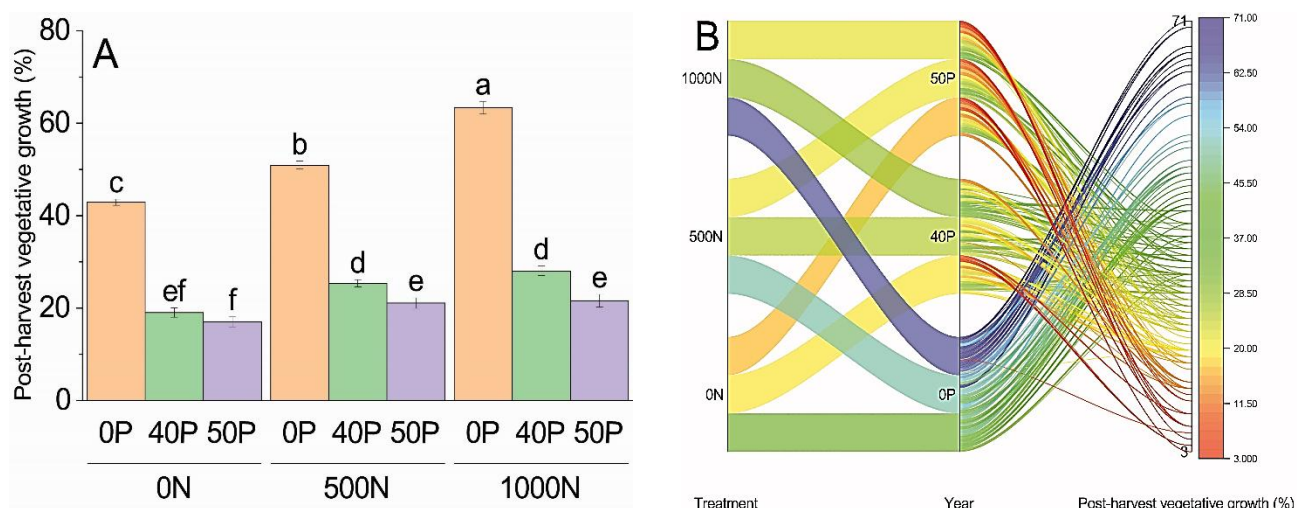 Post-harvest vegetative growth (%)
80
60
40
20
0
A
c
ef
f
b
d
e
a
d
e
0P 40P 50P 0P 40P 50P 0P 40P 50P
0N 500N 1000N
B
1000N
500N
0N
50P
40P
0P
71
3
71.00
62.50
54.00
45.50
37.00
28.50
20.00
11.50
3.000
Treatment Year Post-harvest vegetative growth (%)